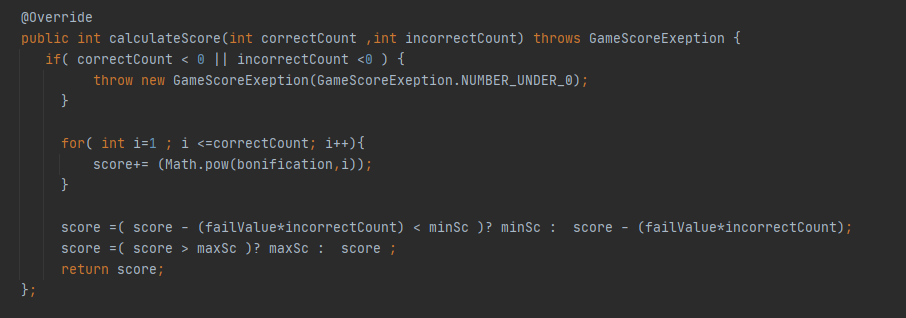 @Override
public int calculateScore(int correctCount ,int incorrectCount) throws GameScoreExeption {
if( correctCount < 0 || incorrectCount <0 ) {
throw new GameScoreExeption(GameScoreExeption.NUMBER_UNDER_0);
}
for( int i=1 ; i <=correctCount; i++){
score+= (Math.pow(bonification,i));
}
score =( score - (failValue*incorrectCount) < minSc )? minSc :  score - (failValue*incorrectCount);
score =( score > maxSc )? maxSc :  score ;
return score;
};